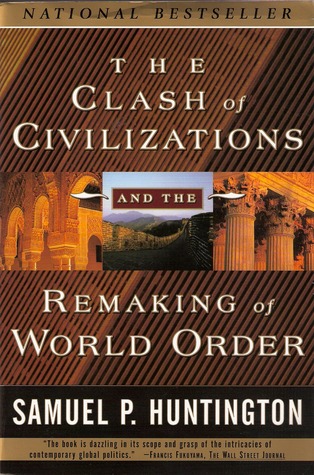 NATIONAL BESTSELLER
THE
CLASH of
CIVILIZATIONS
AND THE
REMAKING of
WORLD ORDER
SAMUEL P. HUNTINGTON
"The book is dazzling in its scope and grasp of the intricacies of
contemporary global politics." —FRANCIS FUKUYAMA, THE WALL STREET JOURNAL